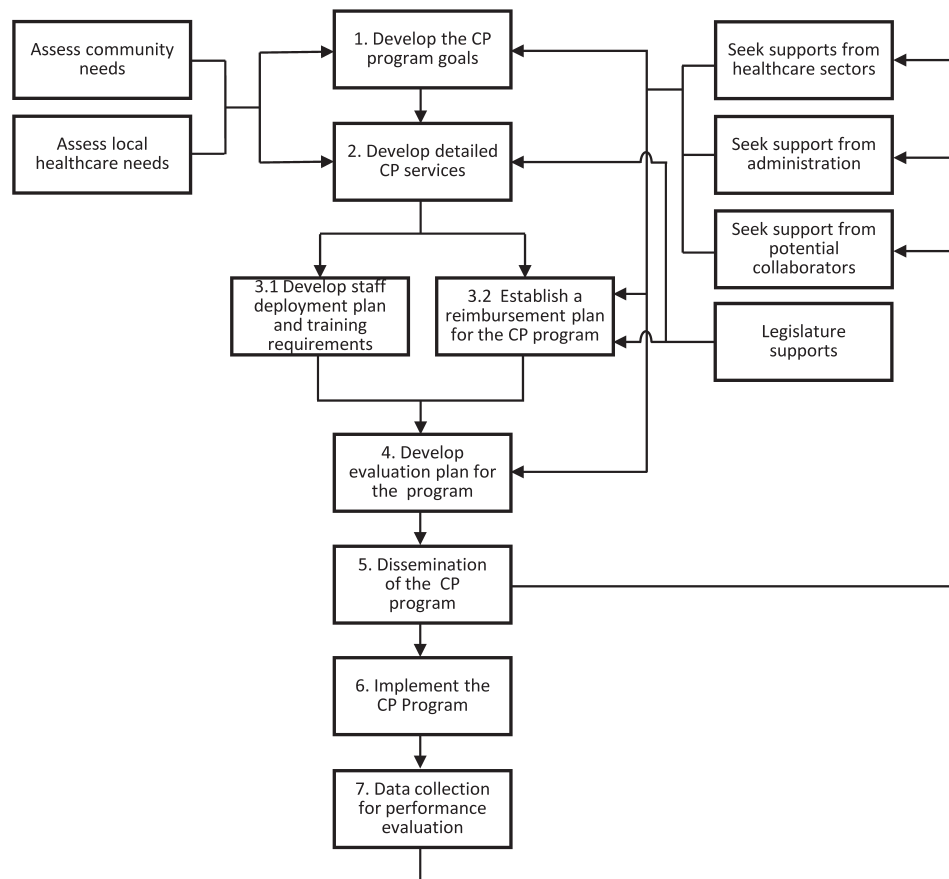 Assess community
needs
Assess local
healthcare needs
1. Develop the CP
program goals
2. Develop detailed
CP services
Seek supports from
healthcare sectors
Seek support from
administration
Seek support from
potential
collaborators
3.1 Develop staff
deployment plan
and training
requirements
3.2 Establish a
reimbursement plan
for the CP program
Legislature
supports
4. Develop
evaluation plan for
the program
5. Dissemination
of the CP
program
6. Implement the
CP Program
7. Data collection
for performance
evaluation